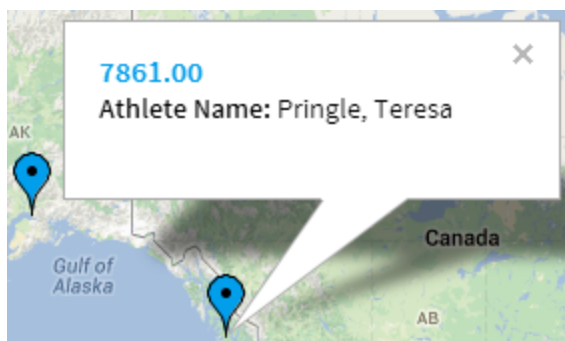 7861.00
Athlete Name: Pringle, Teresa
AK
Gulf of
Alaska
Canada
AB